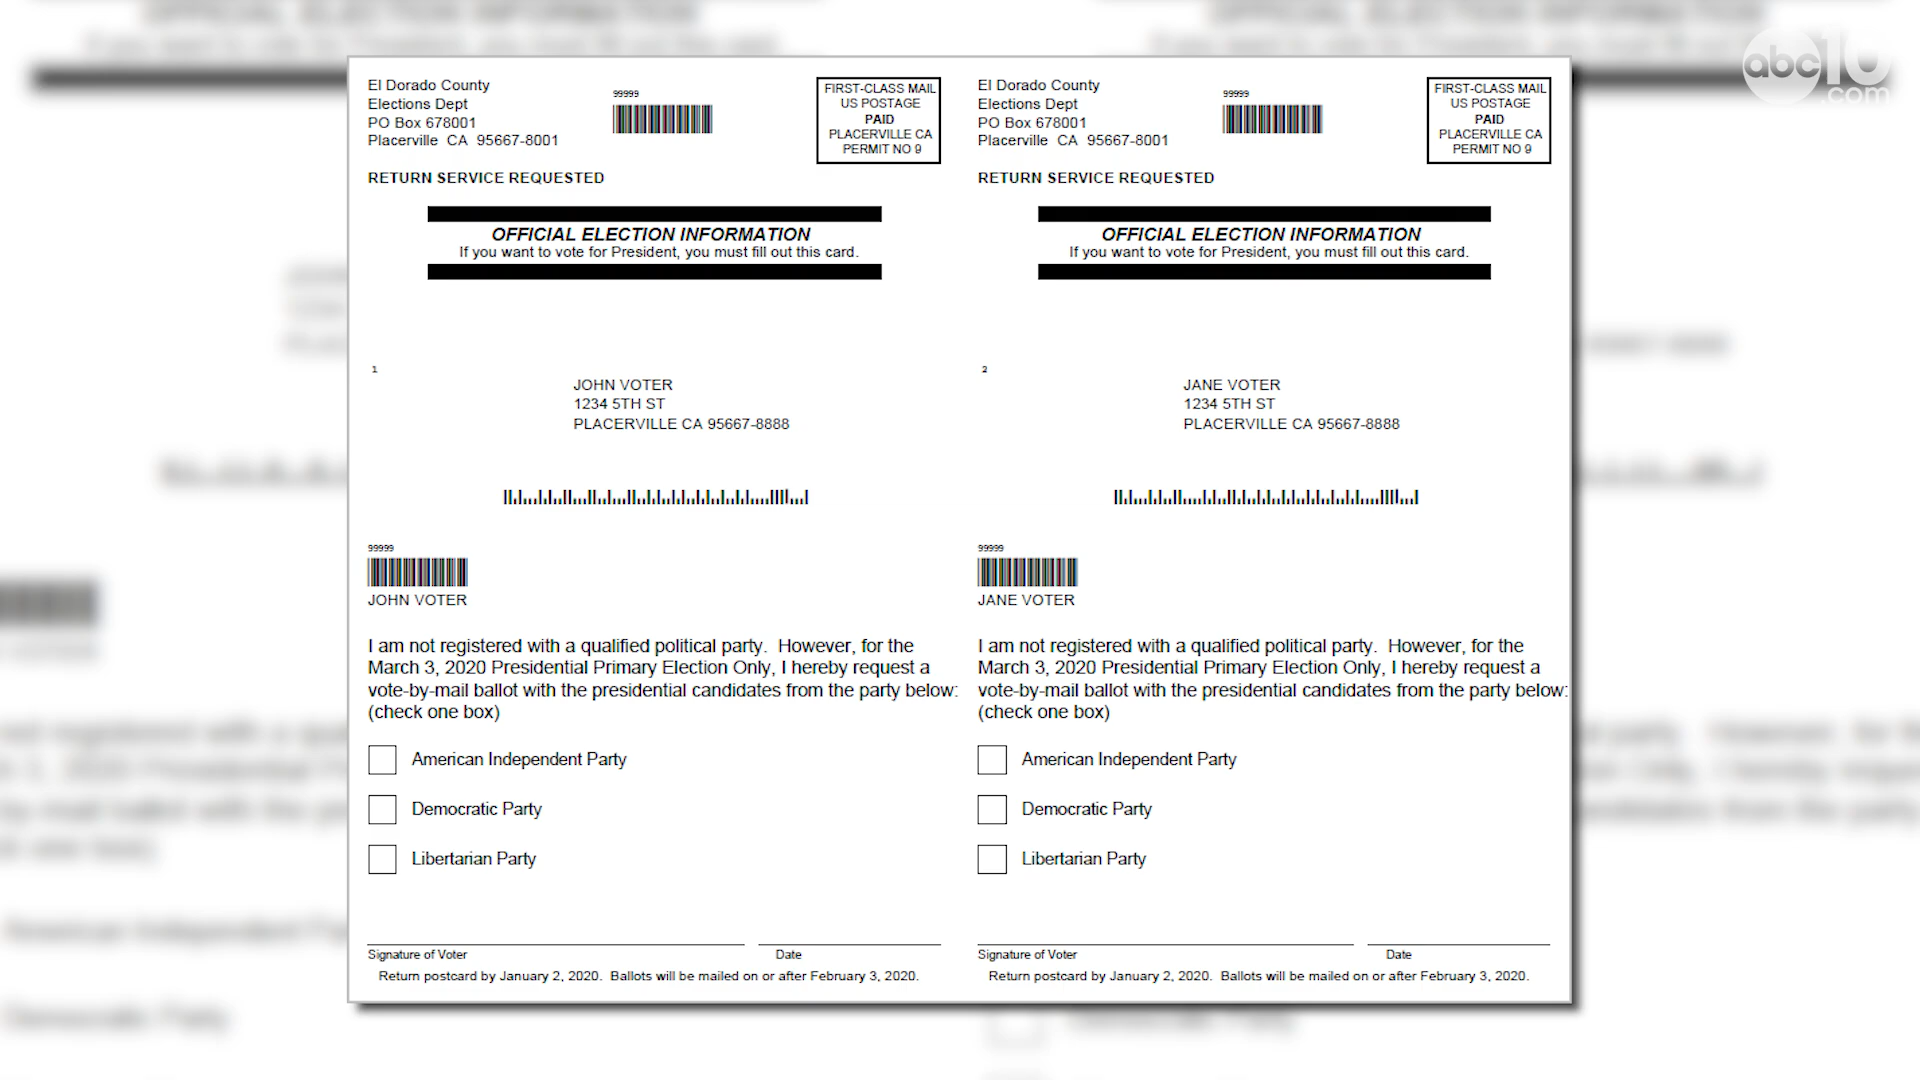 abc10
.com
El Dorado County
Elections Dept
PO Box 678001
Placerville CA 95667-8001
99999
FIRST-CLASS MAIL
US POSTAGE
PAID
PLACERVILLE CA
PERMIT NO 9
RETURN SERVICE REQUESTED
OFFICIAL ELECTION INFORMATION
If you want to vote for President, you must fill out this card.
1
JOHN VOTER
1234 5TH ST
PLACERVILLE CA 95667-8888
99999
JOHN VOTER
I am not registered with a qualified political party. However, for the
March 3, 2020 Presidential Primary Election Only, I hereby request a
vote-by-mail ballot with the presidential candidates from the party below:
(check one box)
American Independent Party
Democratic Party
Libertarian Party
Signature of Voter
Date
Return postcard by January 2, 2020. Ballots will be mailed on or after February 3, 2020.
El Dorado County
Elections Dept
PO Box 678001
Placerville CA 95667-8001
99999
FIRST-CLASS MAIL
US POSTAGE
PAID
PLACERVILLE CA
PERMIT NO 9
RETURN SERVICE REQUESTED
OFFICIAL ELECTION INFORMATION
If you want to vote for President, you must fill out this card.
2
JANE VOTER
1234 5TH ST
PLACERVILLE CA 95667-8888
99999
JANE VOTER
I am not registered with a qualified political party. However, for the
March 3, 2020 Presidential Primary Election Only, I hereby request a
vote-by-mail ballot with the presidential candidates from the party below:
(check one box)
American Independent Party
Democratic Party
Libertarian Party
Signature of Voter
Date
Return postcard by January 2, 2020. Ballots will be mailed on or after February 3, 2020.